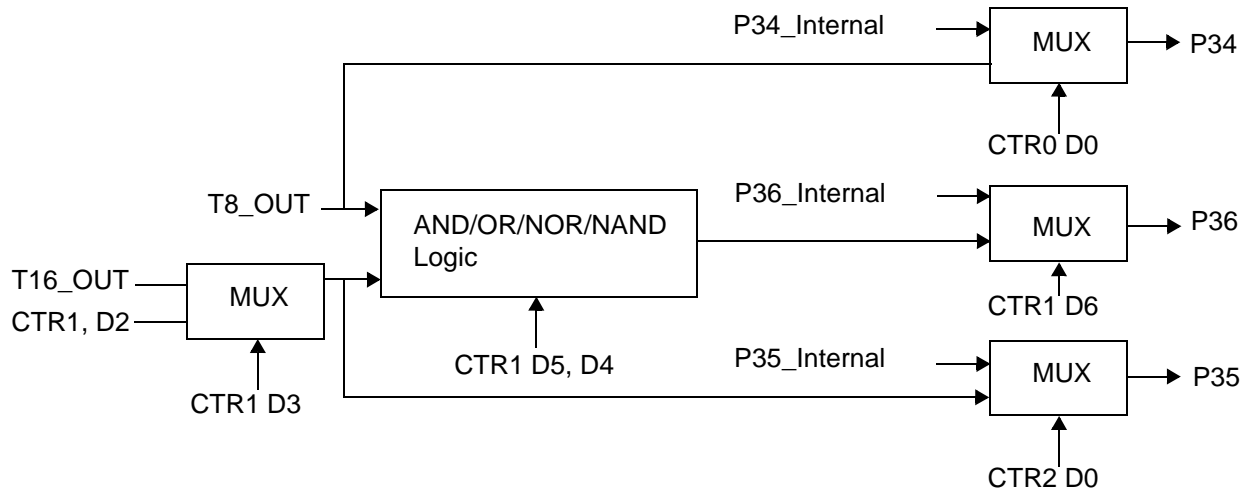 P34_Internal
MUX
P34
CTR0 D0
T8_OUT
AND/OR/NOR/NAND
Logic
P36_Internal
MUX
P36
CTR1 D6
T16_OUT
MUX
CTR1, D2
CTR1 D3
CTR1 D5, D4
P35_Internal
MUX
P35
CTR2 D0